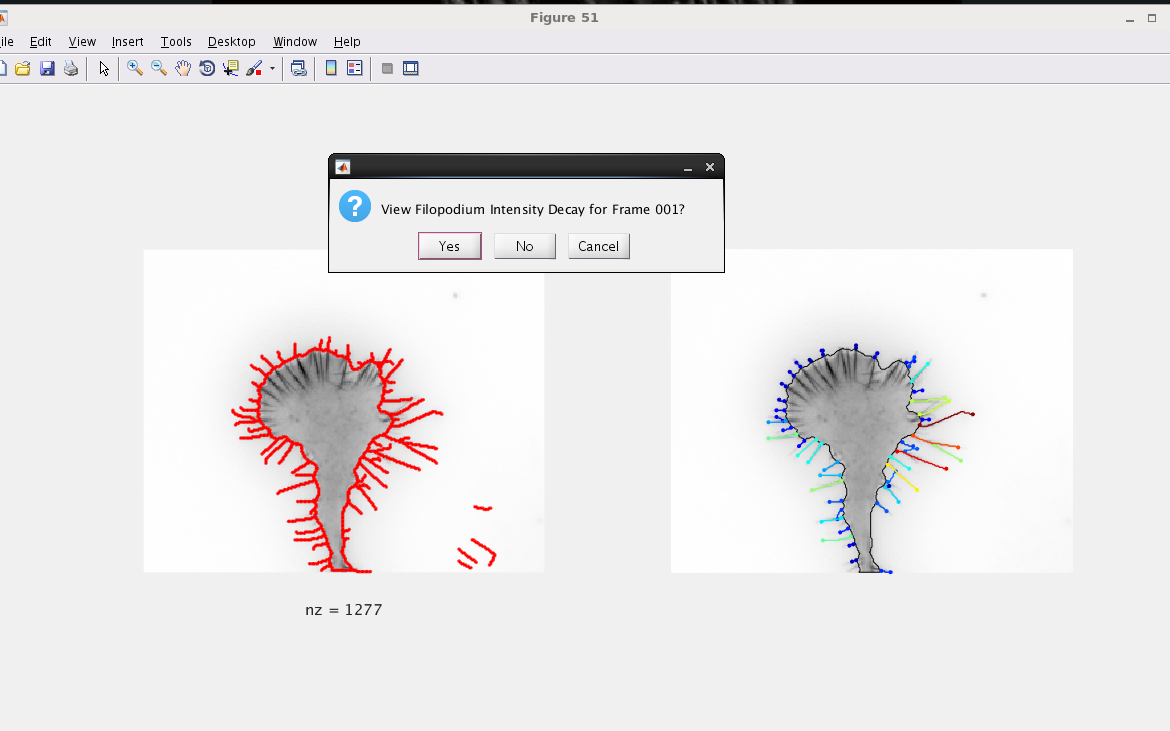 Figure 51
ile Edit View Insert Tools Desktop Window Help
View Filopodium Intensity Decay for Frame 001?
Yes No Cancel
nz = 1277